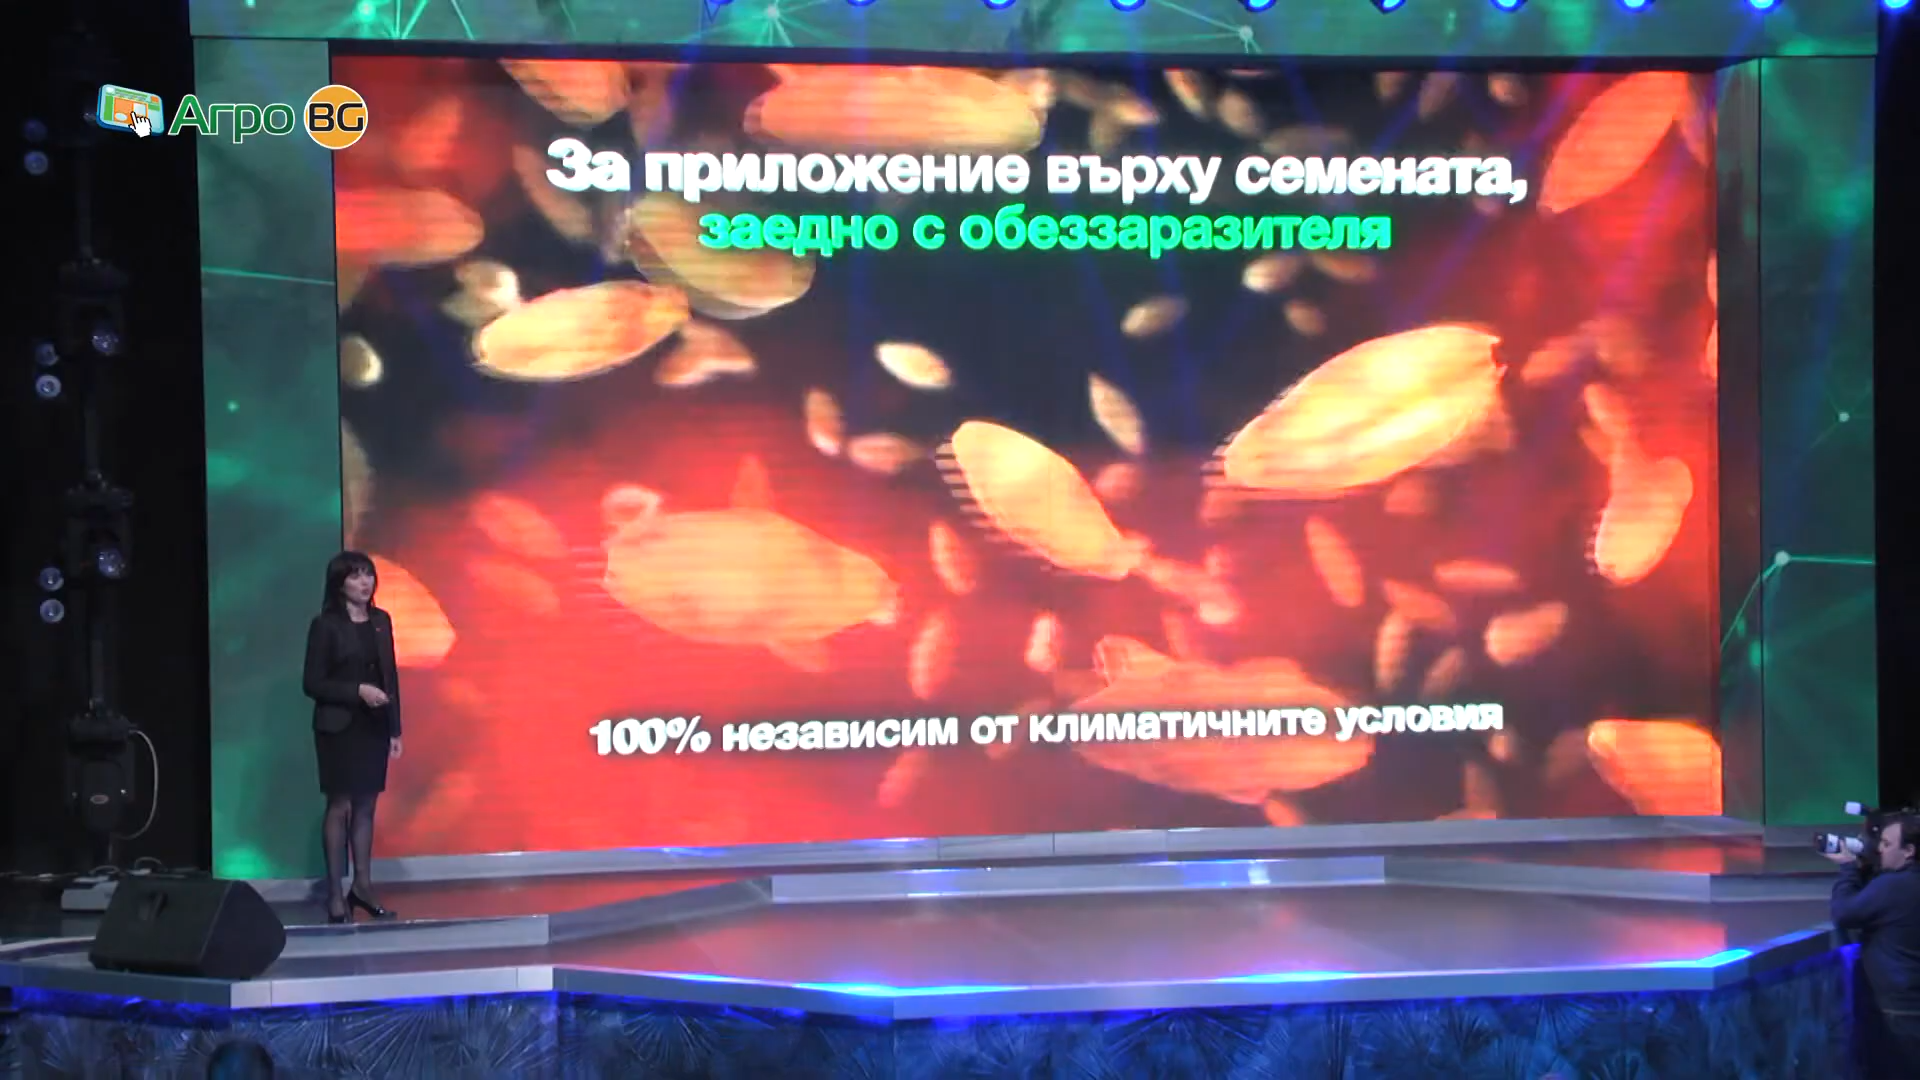 Агро BG
За приложение върху семената,
заедно с обеззаразителя
100% независим от климатичните условия